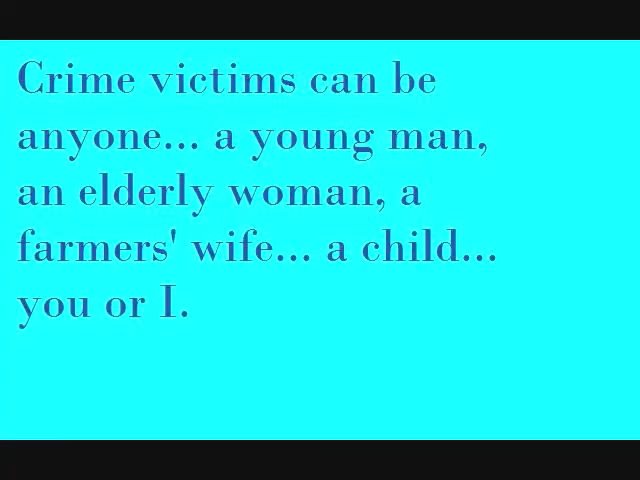 Crime victims can be
anyone... a young man,
an elderly woman, a
farmers' wife... a child...
you or I.